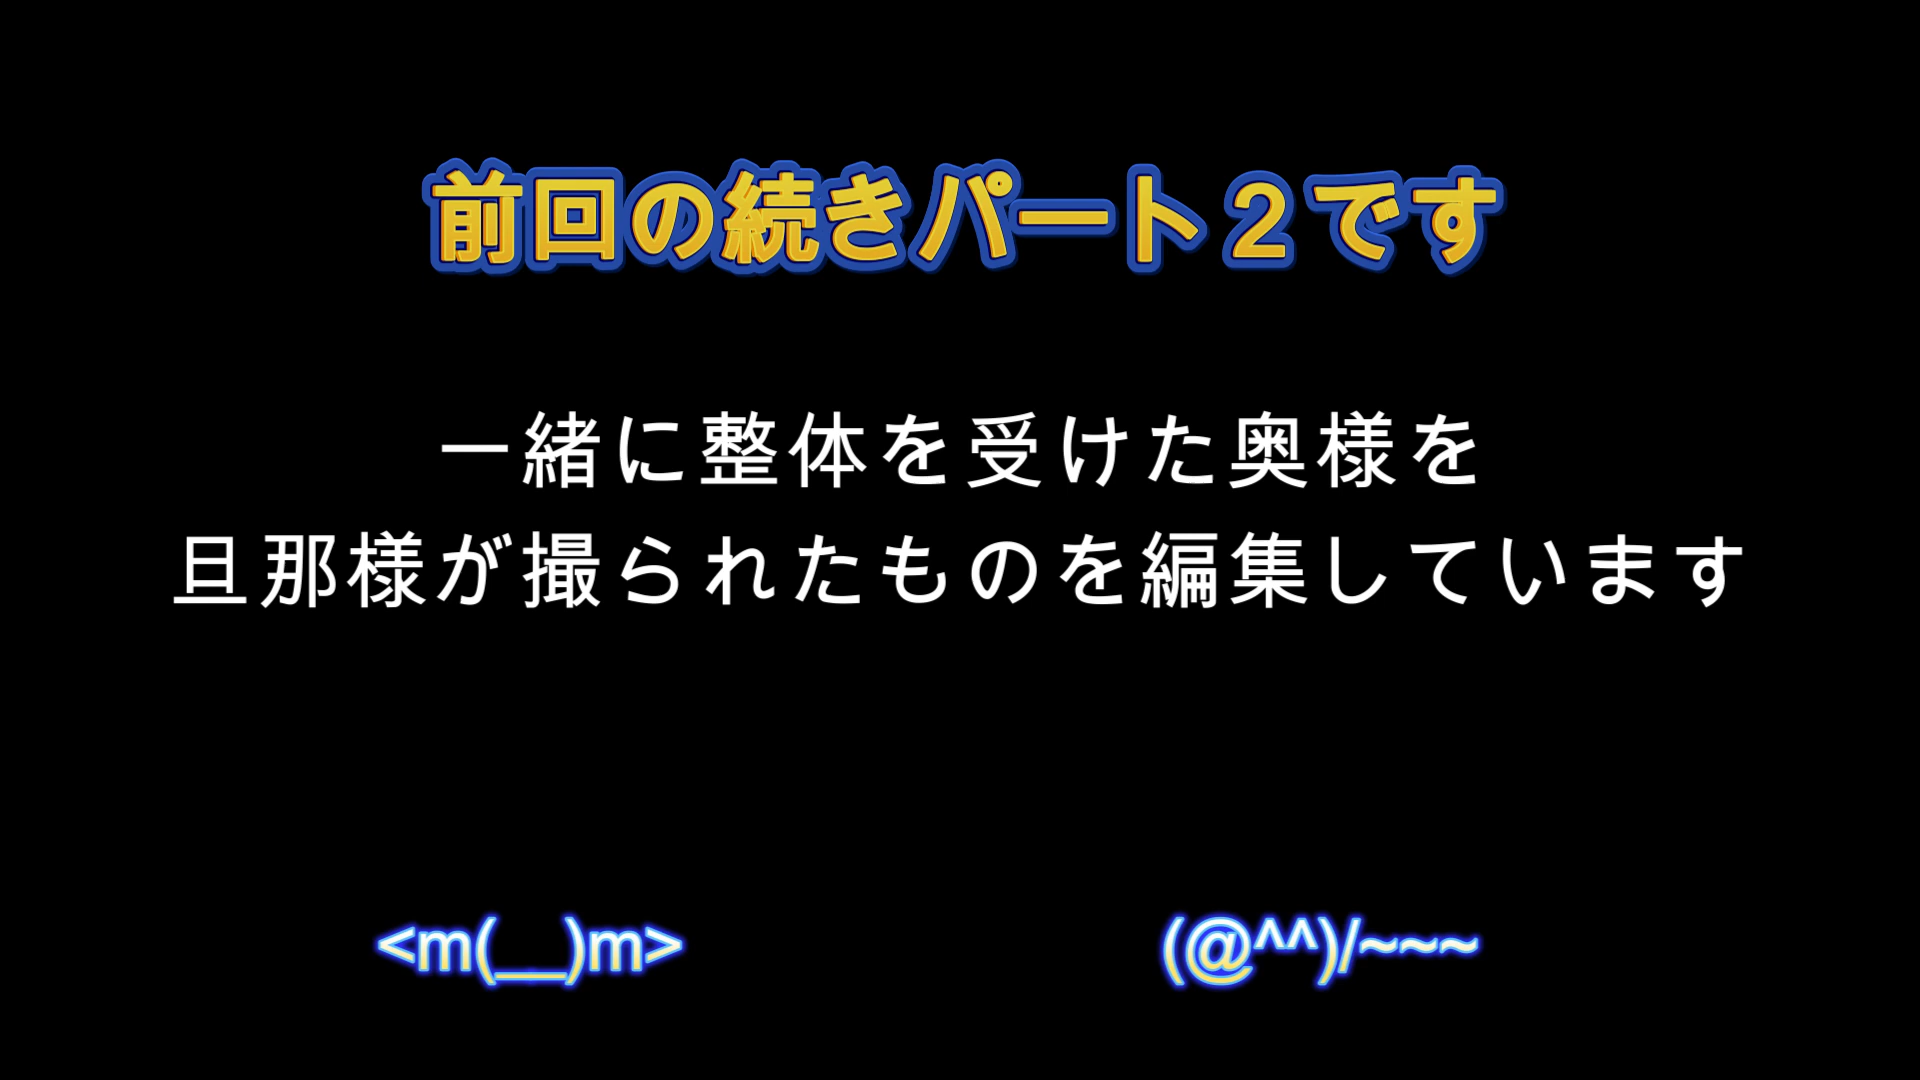 前回の続きパート２です
一緒に整体を受けた奥様を
旦那様が撮られたものを編集しています
<m(__)m> (@^^)/~~~